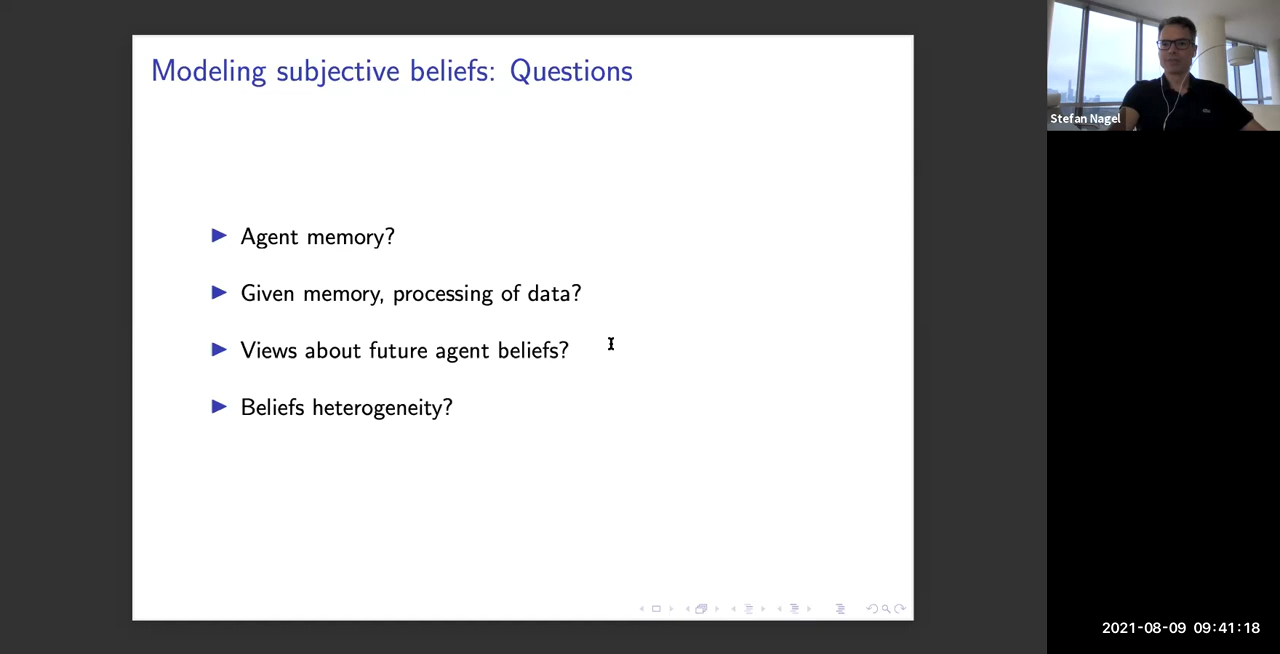 Modeling subjective beliefs: Questions
Agent memory?
Given memory, processing of data?
Views about future agent beliefs?
Beliefs heterogeneity?
Stefan Nagel
2021-08-09 09:41:18